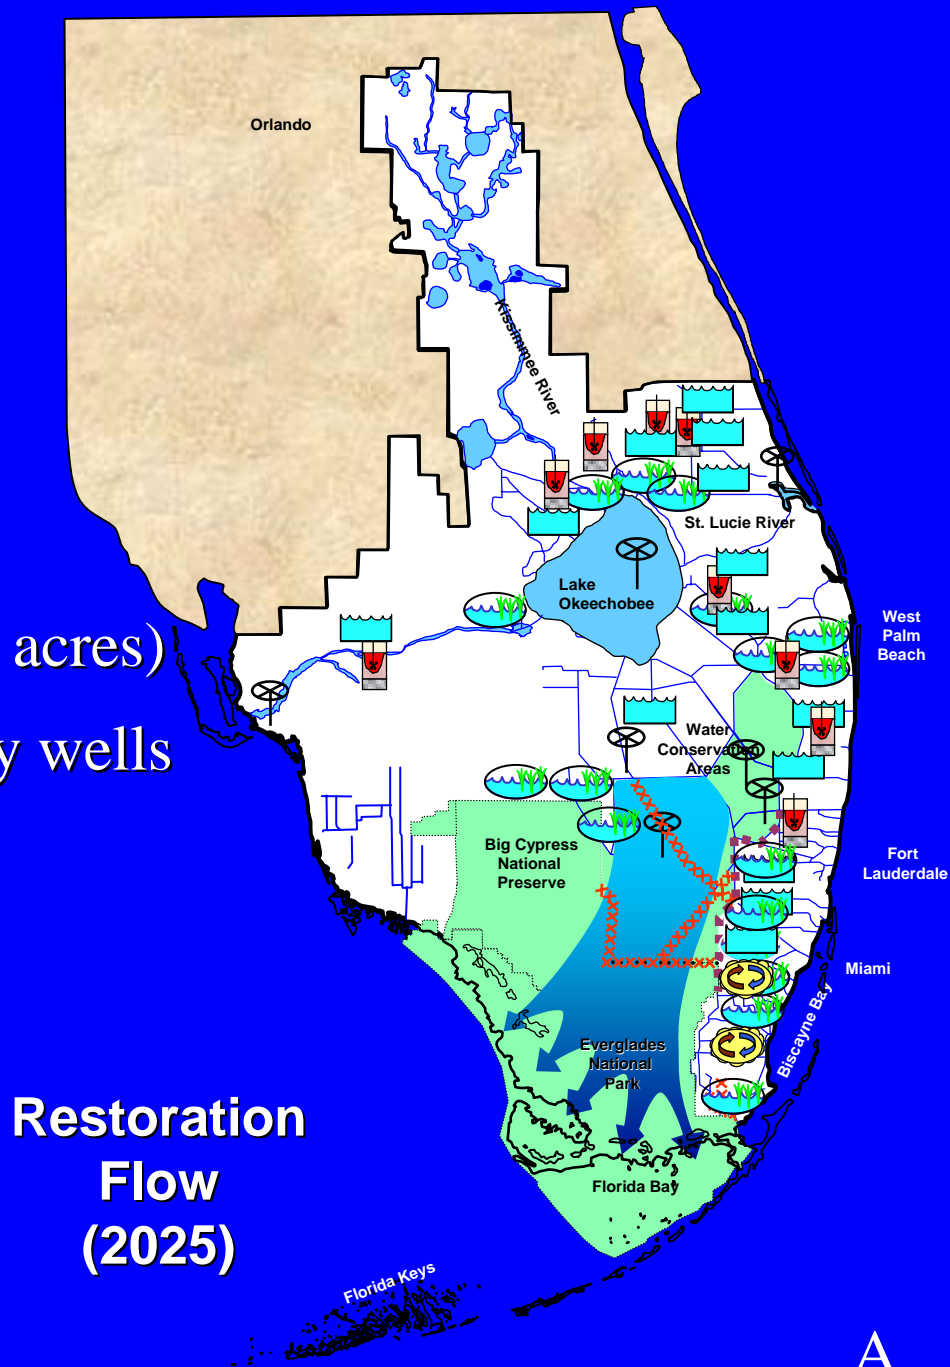 Orlando
Kissimmee River
St. Lucie River
Lake
Okeechobee
West
Palm
Beach
acres)
y wells
Water
Conservation
Areas
Big Cypress
National
Preserve
Fort
Lauderdale
Miami
Biscayne Bay
Everglades
National
Park
Restoration
Flow
(2025)
Florida Bay
Florida Keys
A